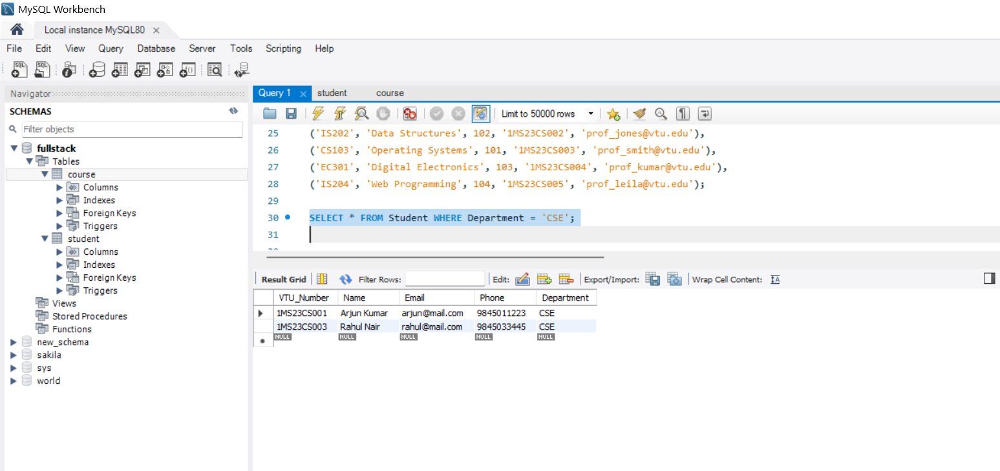 MySQL Workbench
Local instance MySQL80
File Edit View Query Database Server Tools Scripting Help
Navigator
SCHEMAS
Filter objects
fullstack
Tables
course
Columns
Indexes
Foreign Keys
Triggers
student
Columns
Indexes
Foreign Keys
Triggers
Views
Stored Procedures
Functions
new_schema
sakila
sys
world
Query 1 student course
Limit to 50000 rows
25 ('IS202', 'Data Structures', 102, '1MS23CS002', 'prof_jones@vtu.edu'),
26 ('CS103', 'Operating Systems', 101, '1MS23CS003', 'prof_smith@vtu.edu'),
27 ('EC301', 'Digital Electronics', 103, '1MS23CS004', 'prof_kumar@vtu.edu'),
28 ('IS204', 'Web Programming', 104, '1MS23CS005', 'prof_leila@vtu.edu');
29
30 SELECT * FROM Student WHERE Department = 'CSE';
31
Result Grid Filter Rows: Edit: Export/Import: Wrap Cell Content:
VTU_Number Name Email Phone Department
1MS23CS001 Arjun Kumar arjun@mail.com 9845011223 CSE
1MS23CS003 Rahul Nair rahul@mail.com 9845033445 CSE
NULL NULL NULL NULL NULL